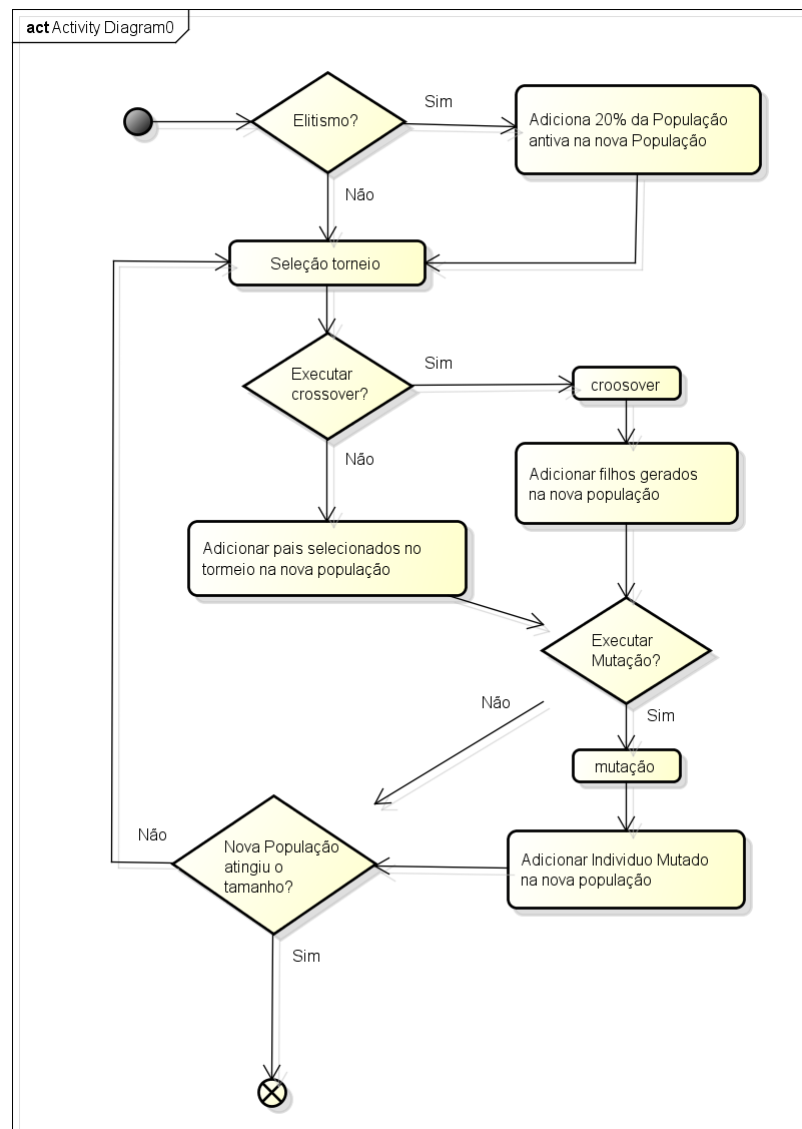 act Activity Diagram0
Elitismo?
Sim
Adiciona 20% da População
antiva na nova População
Não
Seleção torneio
Executar
crossover?
Sim
croosover
Não
Adicionar filhos gerados
na nova população
Adicionar pais selecionados no
tormeio na nova população
Executar
Mutação?
Não
Sim
mutação
Não
Nova População
atingiu o
tamanho?
Adicionar Individuo Mutado
na nova população
Sim